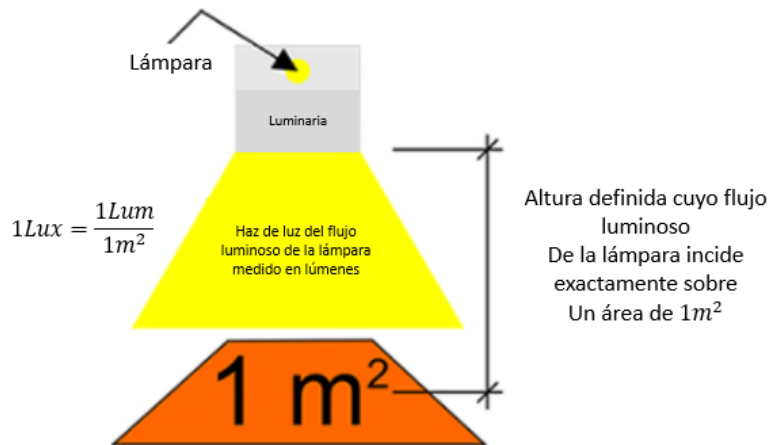 Lámpara
Luminaria
1Lux = 1Lum / 1m²
Haz de luz del flujo
luminoso de la lámpara
medido en lúmenes
Altura definida cuyo flujo
luminoso
De la lámpara incide
exactamente sobre
Un área de 1m²
1 m²